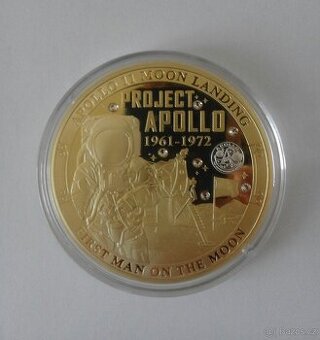 APOLLO 11 MOON LANDING
PROJECT
APOLLO
1961-1972
FIRST MAN ON THE MOON